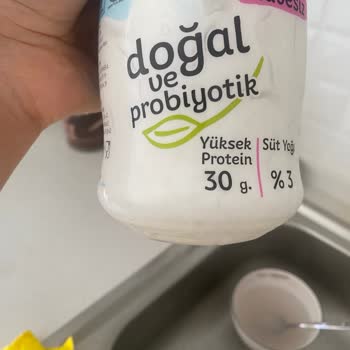 doğal
ve
probiyotik
Yüksek
Protein
30 g.
Süt Yağı
% 3